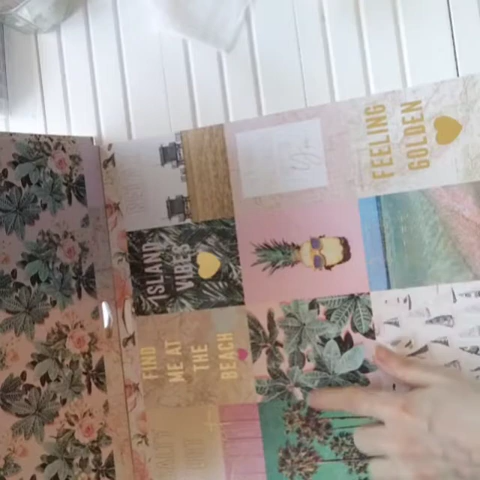 FEELING
GOLDEN
ISLAND
VIBES
FIND
ME AT
THE
BEACH